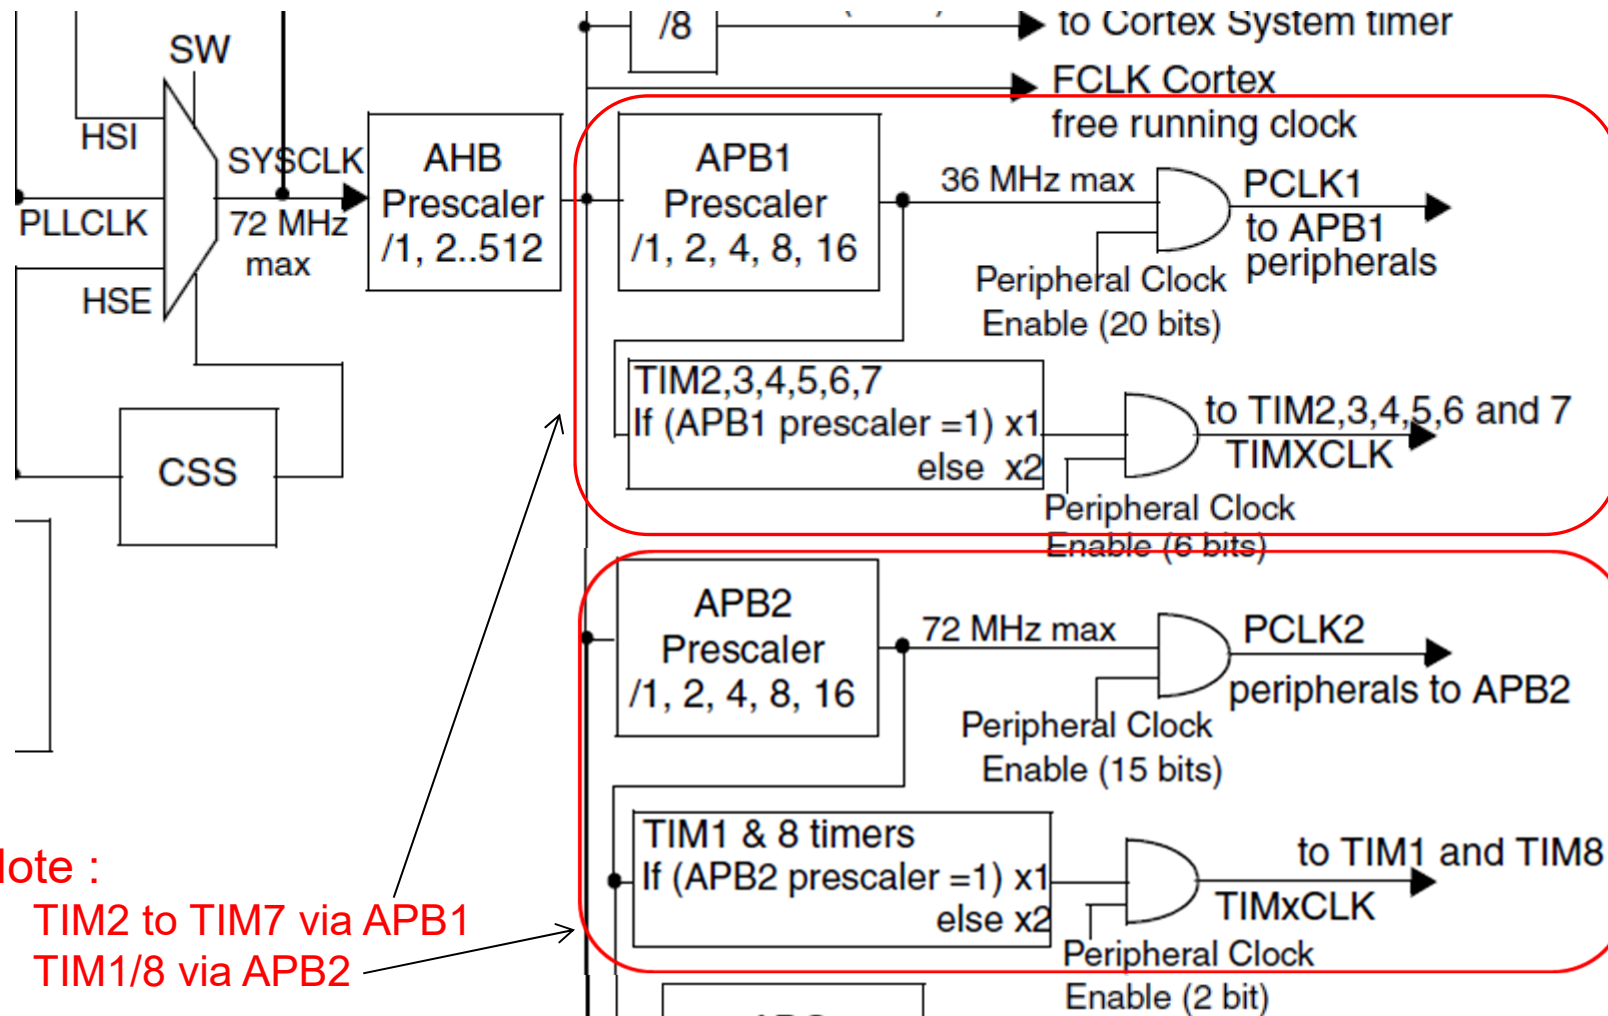 /8
to Cortex System timer
FCLK Cortex
free running clock
SW
HSI
SYSCLK
PLLCLK
72 MHz
max
HSE
AHB
Prescaler
/1, 2..512
APB1
Prescaler
/1, 2, 4, 8, 16
36 MHz max
PCLK1
to APB1
peripherals
Peripheral Clock
Enable (20 bits)
TIM2,3,4,5,6,7
If (APB1 prescaler =1) x1
else x2
to TIM2,3,4,5,6 and 7
TIMXCLK
Peripheral Clock
Enable (6 bits)
CSS
APB2
Prescaler
/1, 2, 4, 8, 16
72 MHz max
PCLK2
peripherals to APB2
Peripheral Clock
Enable (15 bits)
TIM1 & 8 timers
If (APB2 prescaler =1) x1
else x2
to TIM1 and TIM8
TIMxCLK
Peripheral Clock
Enable (2 bit)
lote :
TIM2 to TIM7 via APB1
TIM1/8 via APB2